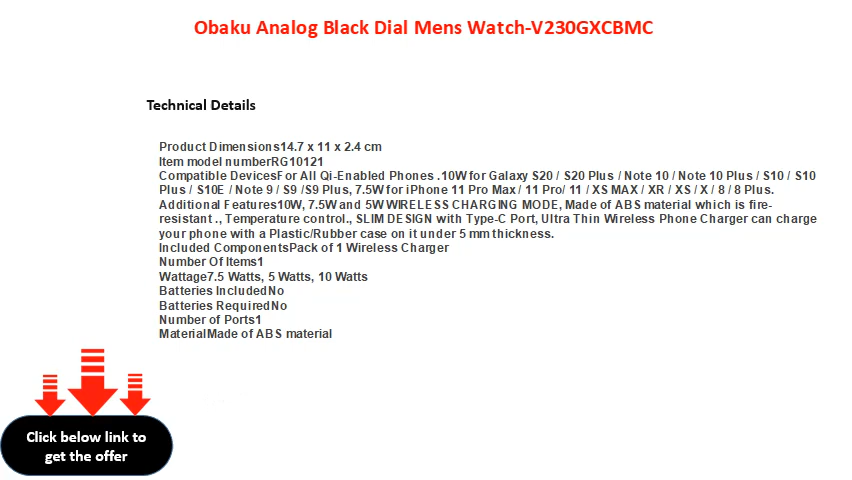 Obaku Analog Black Dial Mens Watch-V230GXCBMC
Technical Details
Product Dimensions14.7 x 11 x 2.4 cm
Item model numberRG10121
Compatible DevicesFor All Qi-Enabled Phones .10W for Galaxy S20 / S20 Plus / Note 10 / Note 10 Plus / S10 / S10
Plus / S10E / Note 9 / S9 /S9 Plus, 7.5W for iPhone 11 Pro Max / 11 Pro/ 11 / XS MAX / XR / XS / X / 8 / 8 Plus.
Additional Features10W, 7.5W and 5W WIRELESS CHARGING MODE, Made of ABS material which is fire-
resistant ., Temperature control., SLIM DESIGN with Type-C Port, Ultra Thin Wireless Phone Charger can charge
your phone with a Plastic/Rubber case on it under 5 mm thickness.
Included ComponentsPack of 1 Wireless Charger
Number Of Items1
Wattage7.5 Watts, 5 Watts, 10 Watts
Batteries IncludedNo
Batteries RequiredNo
Number of Ports1
MaterialMade of ABS material
Click below link to
get the offer